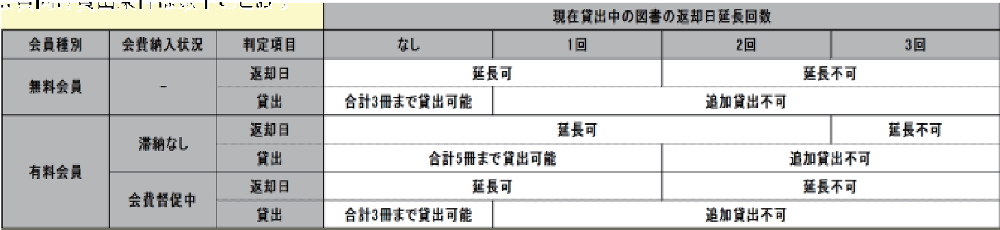 現在貸出中の図書の返却日延長回数
会員種別 会費納入状況 判定項目 なし 1回 2回 3回
無料会員 - 返却日 延長可 延長不可
貸出 合計3冊まで貸出可能 追加貸出不可
有料会員 滞納なし 返却日 延長可 延長不可
貸出 合計5冊まで貸出可能 追加貸出不可
会費督促中 返却日 延長可 延長不可
貸出 合計3冊まで貸出可能 追加貸出不可